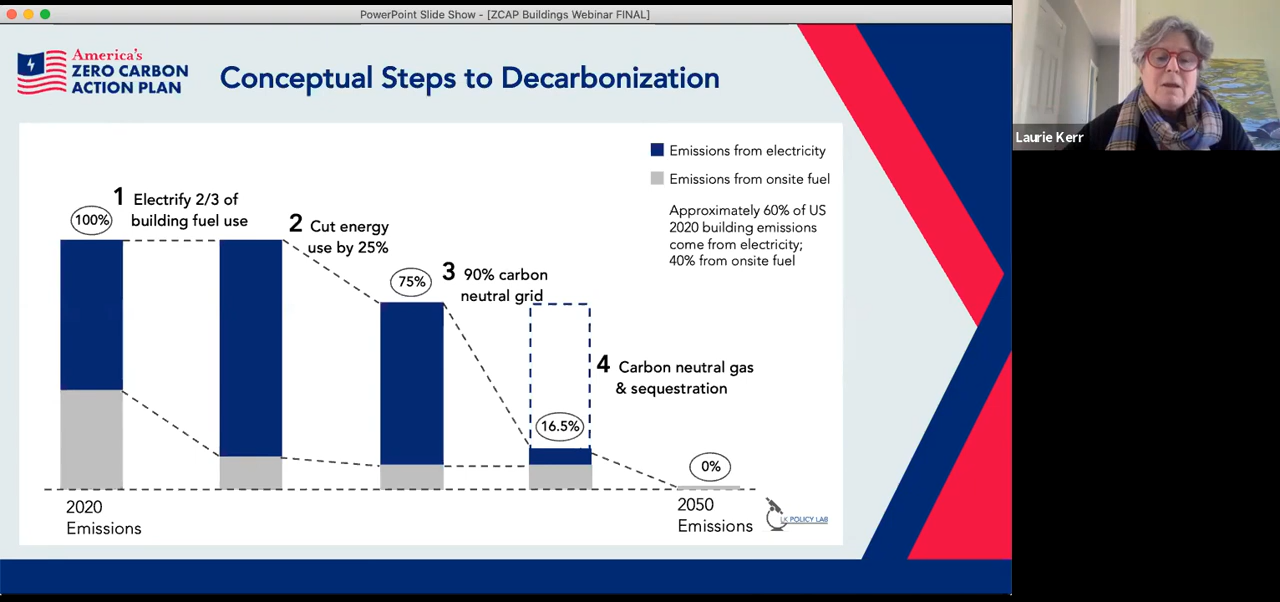 PowerPoint Slide Show - [ZCAP Buildings Webinar FINAL]
America's
ZERO CARBON
ACTION PLAN
Conceptual Steps to Decarbonization
Laurie Kerr
Emissions from electricity
Emissions from onsite fuel
Approximately 60% of US
2020 building emissions
come from electricity;
40% from onsite fuel
1 Electrify 2/3 of
building fuel use
100%
2 Cut energy
use by 25%
75%
3 90% carbon
neutral grid
4 Carbon neutral gas
& sequestration
16.5%
0%
2020
Emissions
2050
Emissions
LK POLICY LAB